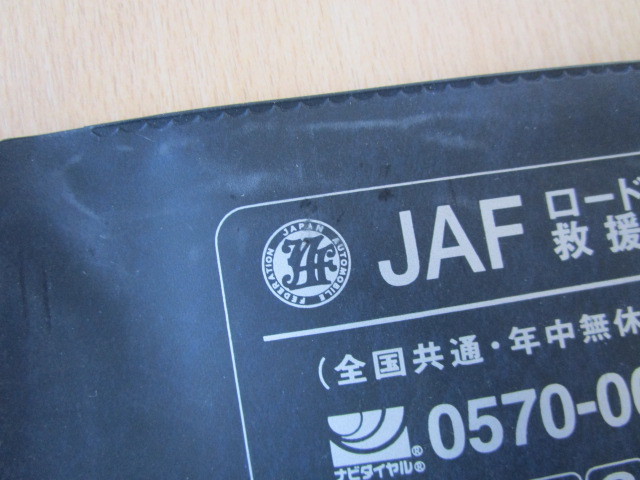 JAPAN AUTOMOBILE FEDERATION
JAF
ロード
救援
(全国共通・年中無休
0570-0
ナビダイヤル®